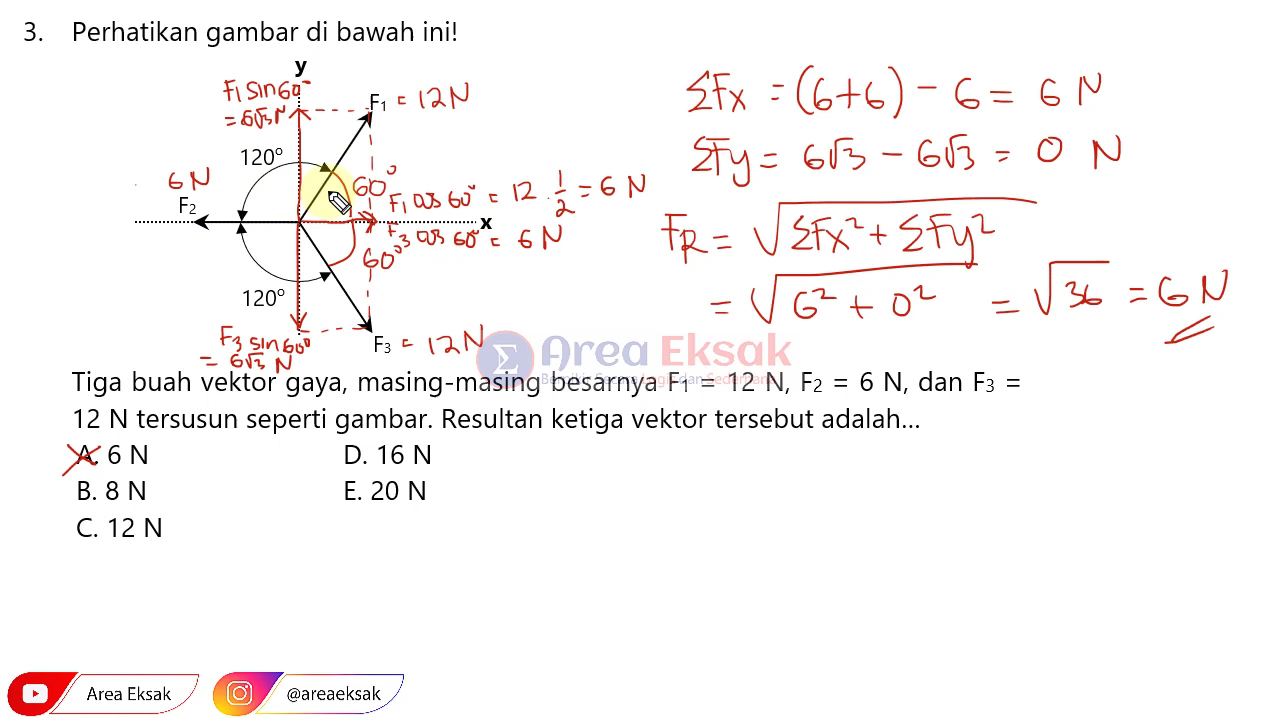 3. Perhatikan gambar di bawah ini!
y
F₁ sin 60°
= 6√3 N
F₁ = 12 N
120°
60°
6 N
F₂
F₁ cos 60° = 12 . 1/2 = 6 N
x
F₃ cos 60° = 6 N
60°
120°
F₃ sin 60°
= 6√3 N
F₃ = 12 N
ΣFx = (6+6) - 6 = 6 N
ΣFy = 6√3 - 6√3 = 0 N
FR = √ΣFx² + ΣFy²
= √6² + 0² = √36 = 6 N
Area Eksak
Tiga buah vektor gaya, masing-masing besarnya F₁ = 12 N, F₂ = 6 N, dan F₃ =
12 N tersusun seperti gambar. Resultan ketiga vektor tersebut adalah...
A. 6 N
B. 8 N
C. 12 N
D. 16 N
E. 20 N
Area Eksak
@areaeksak